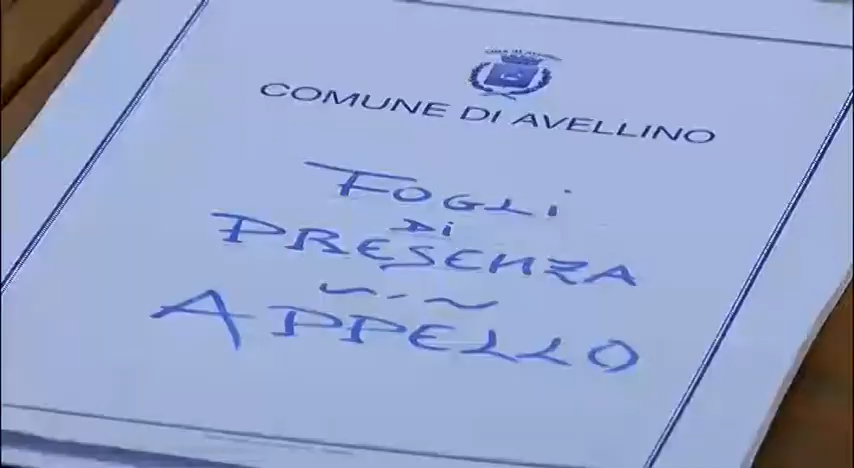 COMUNE DI AVELLINO
FOGLI
DI
PRESENZA
APPELLO